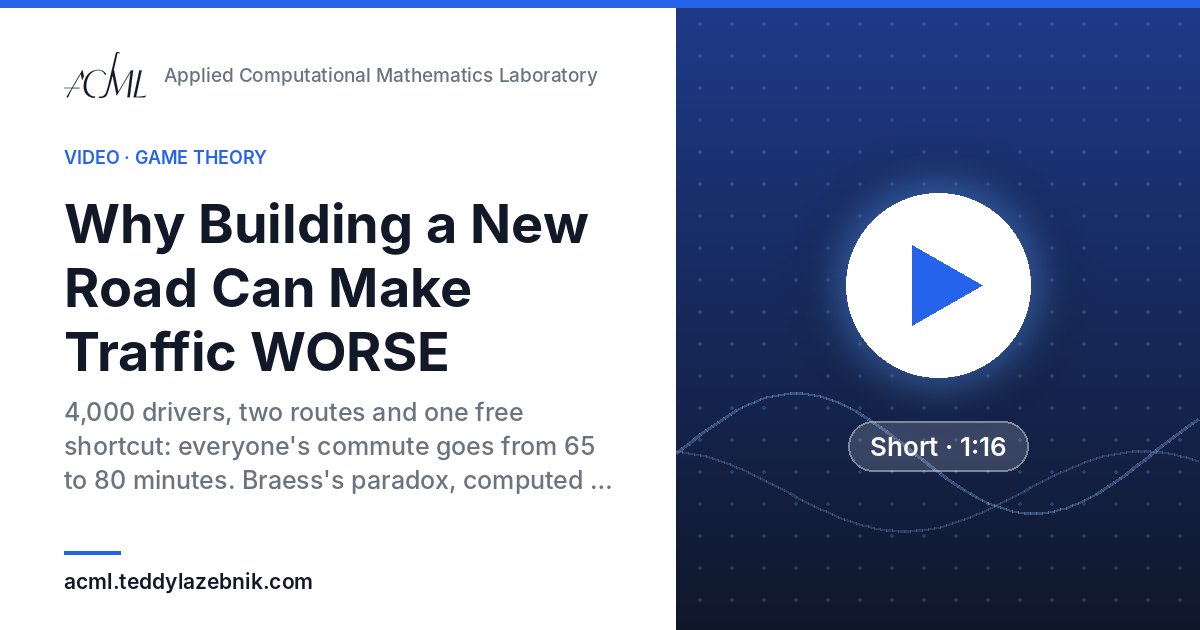 ACML Applied Computational Mathematics Laboratory
VIDEO · GAME THEORY
Why Building a New
Road Can Make
Traffic WORSE
4,000 drivers, two routes and one free
shortcut: everyone's commute goes from 65
to 80 minutes. Braess's paradox, computed ...
Short · 1:16
acml.teddylazebnik.com